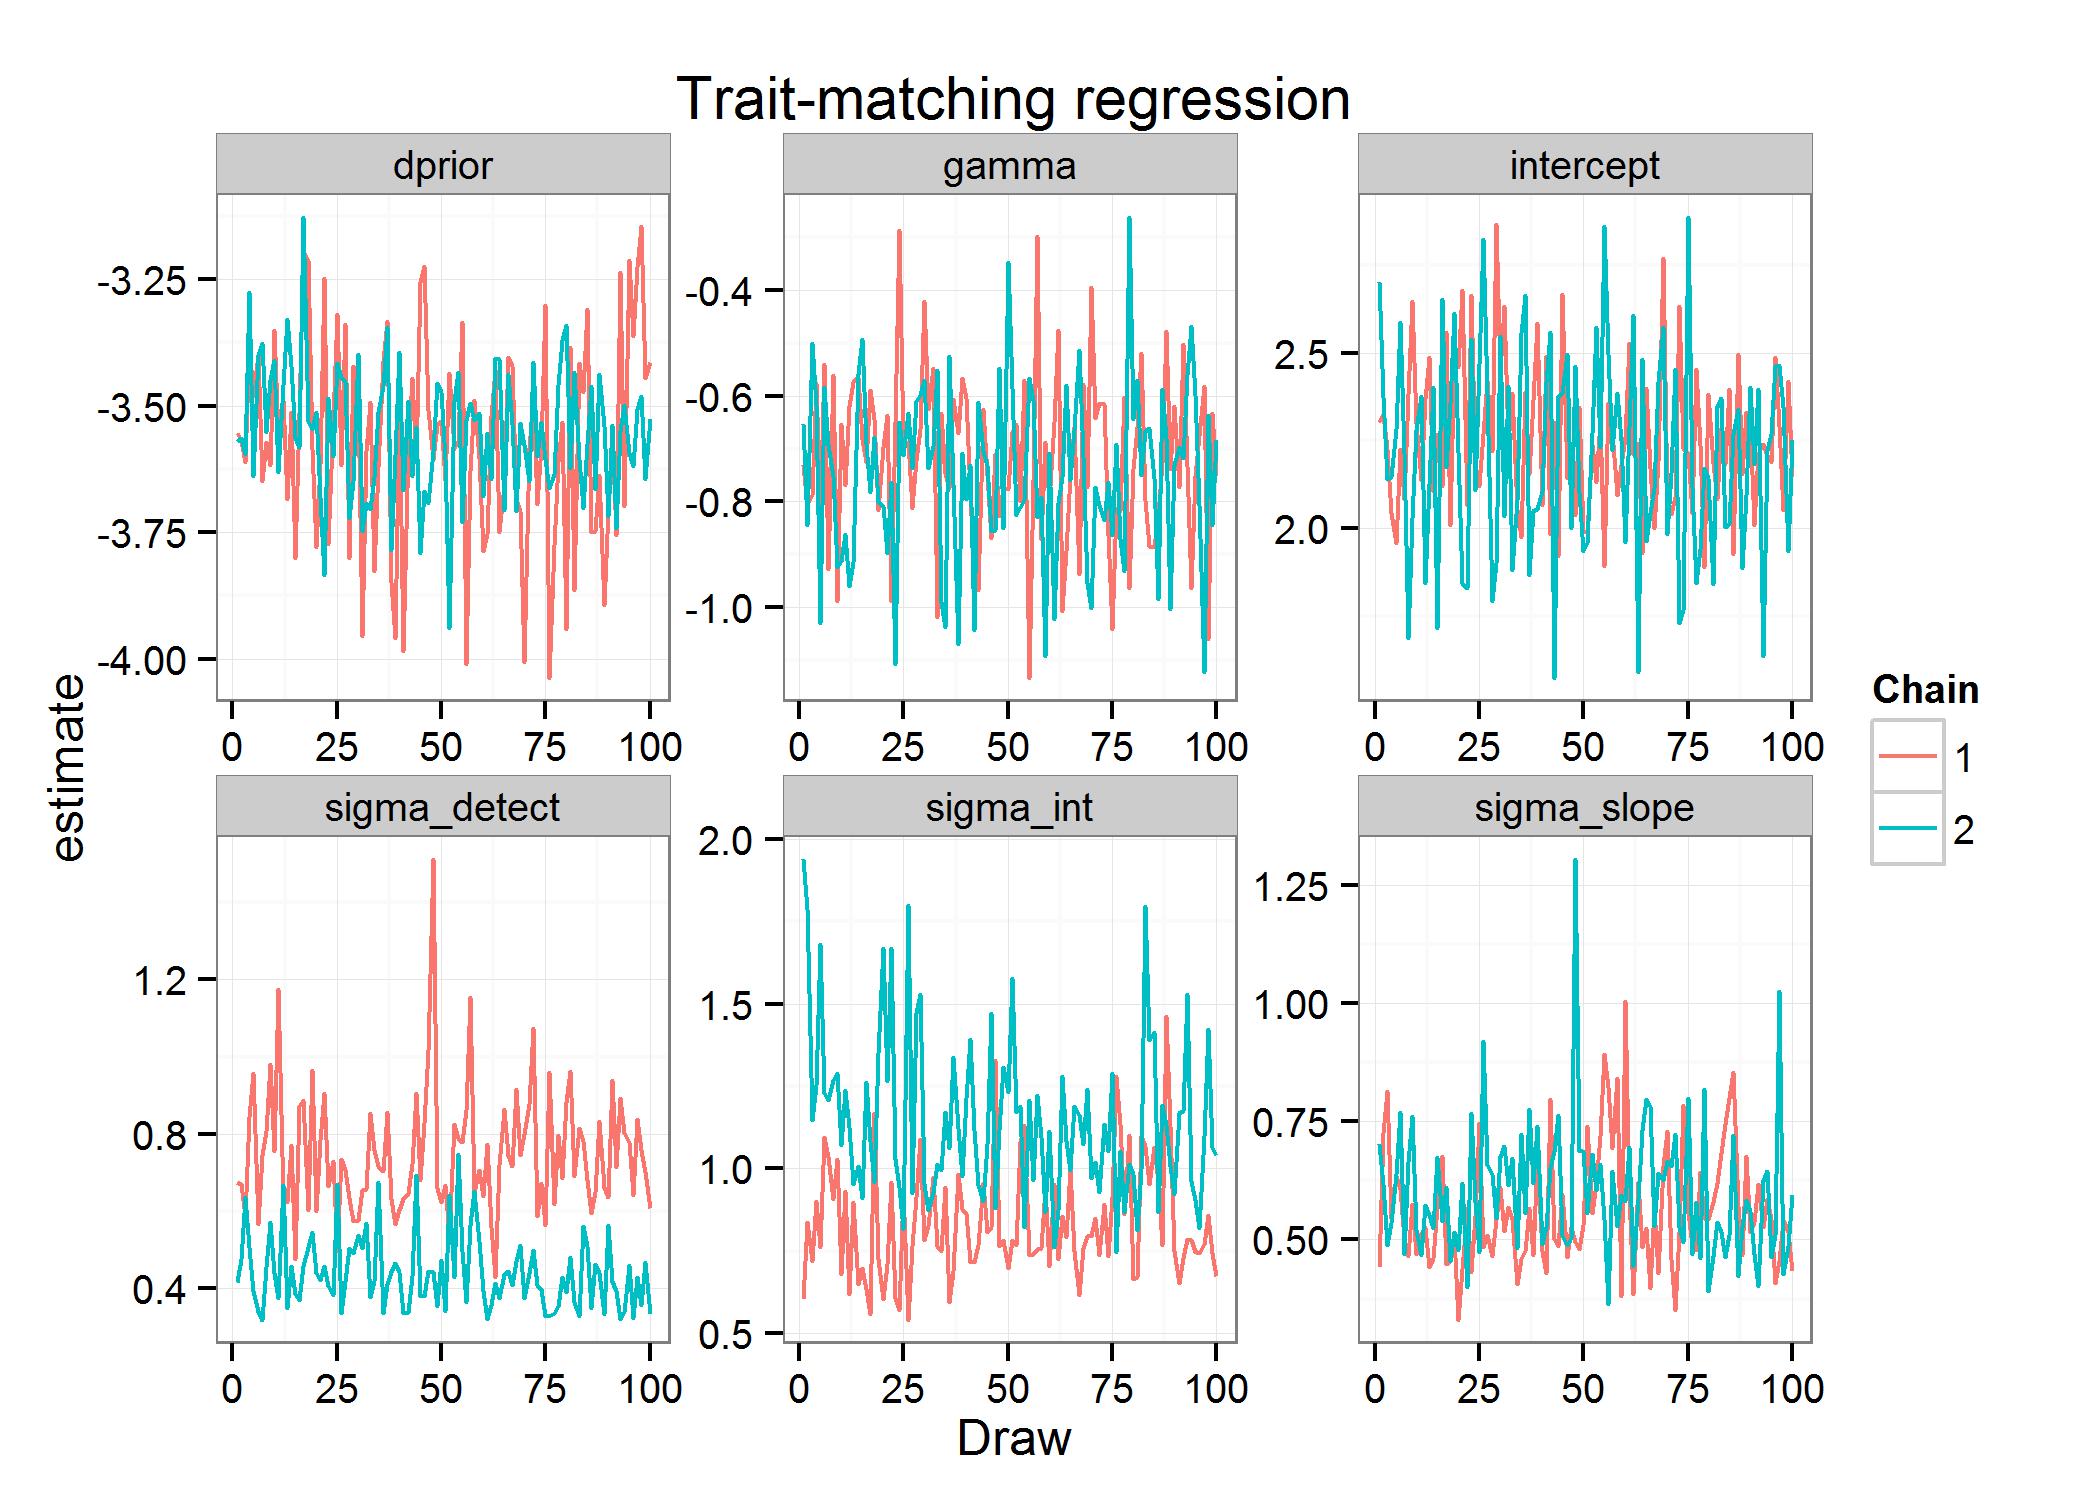 Trait-matching regression
dprior
gamma
intercept
-3.25
-3.50
-3.75
-4.00
-0.4
-0.6
-0.8
-1.0
2.5
2.0
0 25 50 75 100
0 25 50 75 100
0 25 50 75 100
estimate
sigma_detect
sigma_int
sigma_slope
1.2
0.8
0.4
2.0
1.5
1.0
0.5
1.25
1.00
0.75
0.50
0 25 50 75 100
0 25 50 75 100
0 25 50 75 100
Draw
Chain
1
2